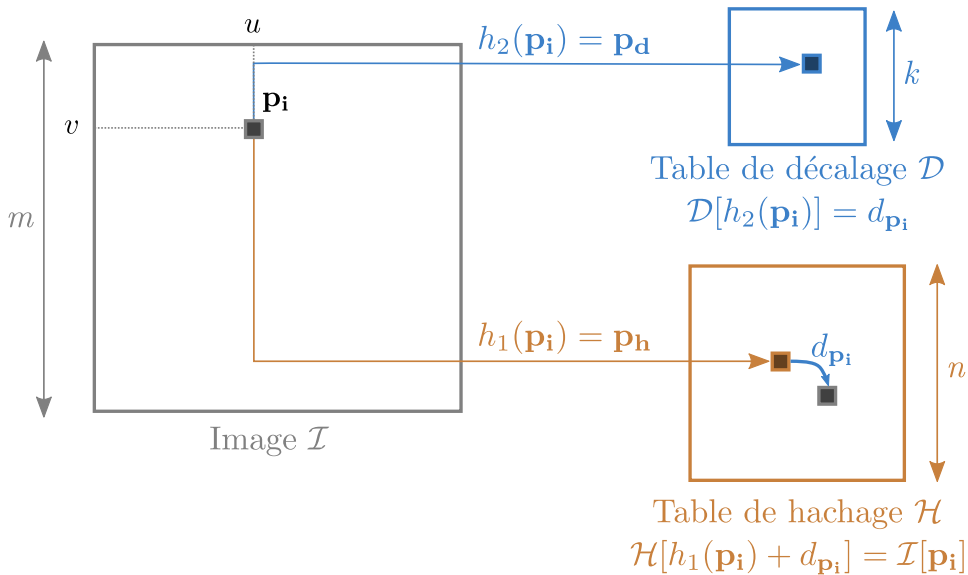 u
h₂(𝐩ᵢ) = 𝐩_d
𝐩ᵢ
v
k
m
Table de décalage 𝒟
𝒟[h₂(𝐩ᵢ)] = d_𝐩ᵢ
h₁(𝐩ᵢ) = 𝐩_h
d_𝐩ᵢ
n
Image ℐ
Table de hachage ℋ
ℋ[h₁(𝐩ᵢ) + d_𝐩ᵢ] = ℐ[𝐩ᵢ]